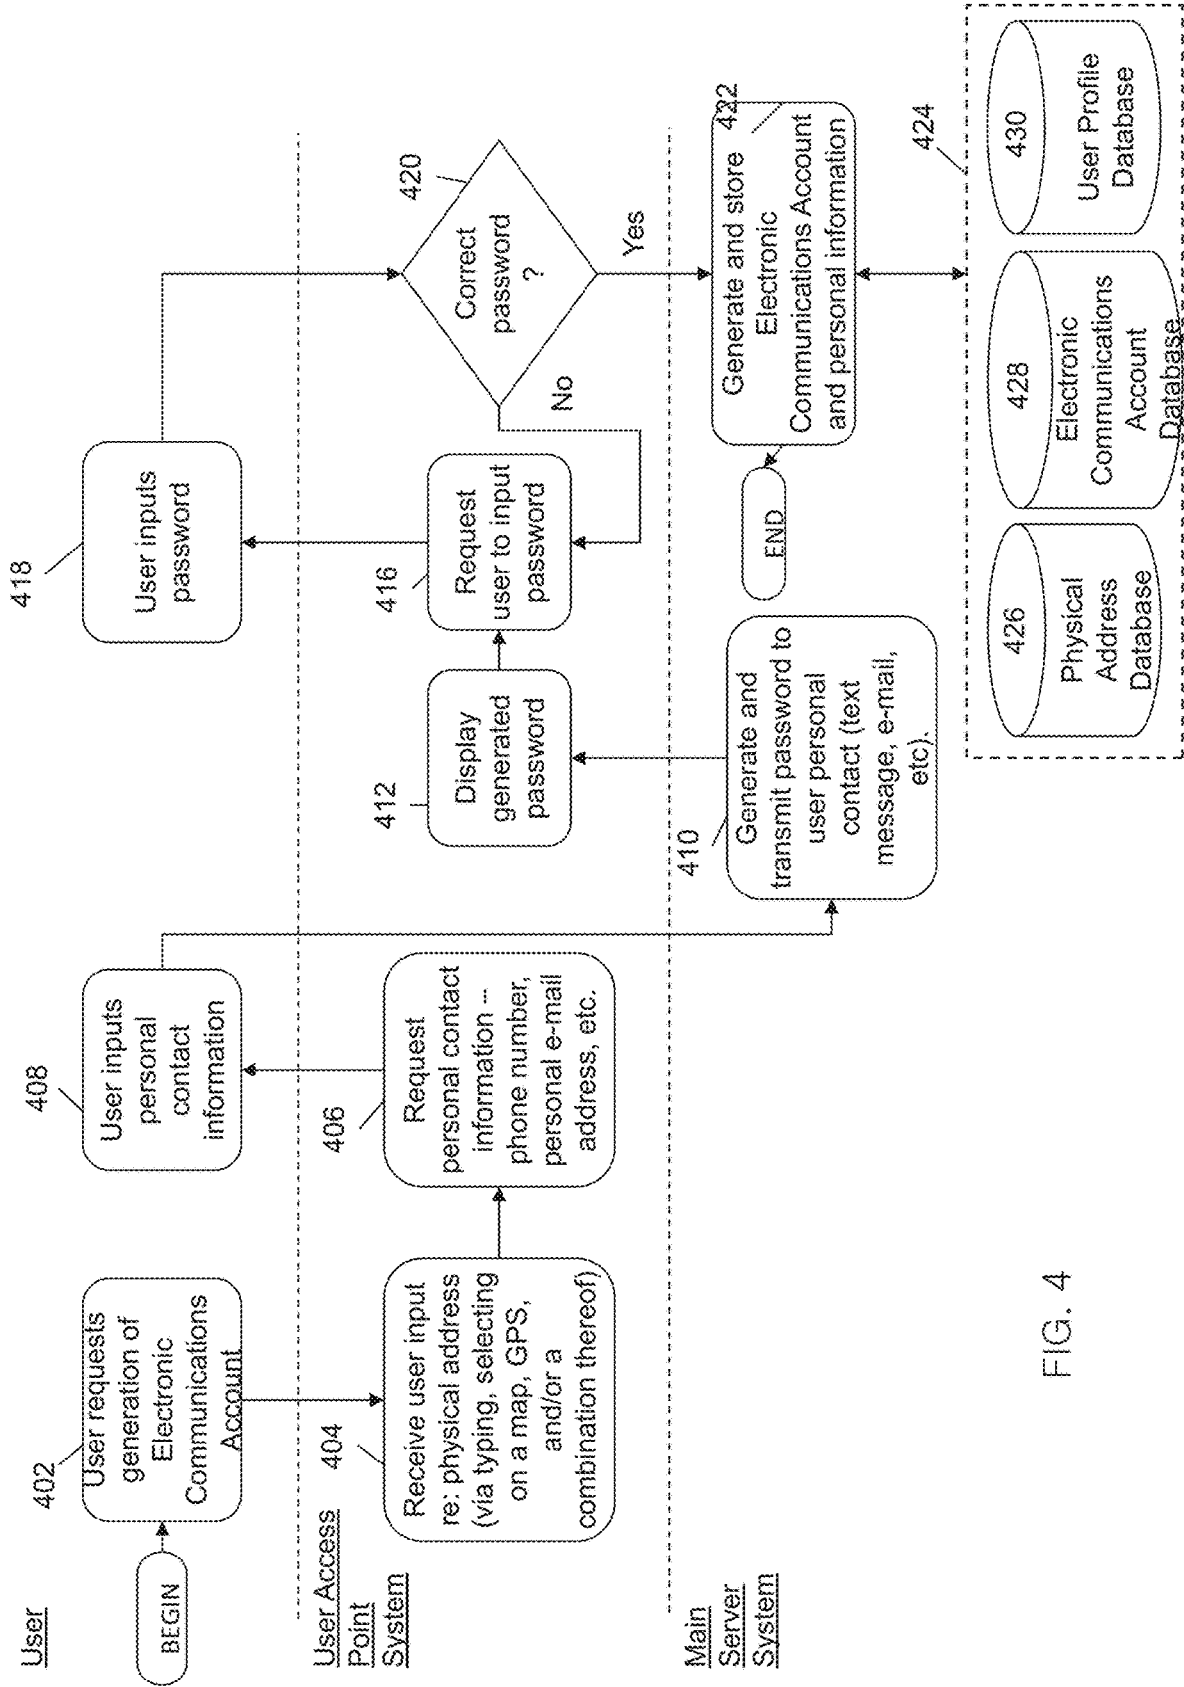 User
BEGIN
402
User requests
generation of
Electronic
Communications
Account
408
User inputs
personal
contact
information
418
User inputs
password
User Access
Point
System
404
Receive user input
re: physical address
(via typing, selecting
on a map, GPS,
and/or a
combination thereof)
406
Request
personal contact
information –
phone number,
personal e-mail
address, etc.
412
Display
generated
password
416
Request
user to input
password
420
Correct
password
?
No
Yes
Main
Server
System
410
Generate and
transmit password to
user personal
contact (text
message, e-mail,
etc).
END
422
Generate and store
Electronic
Communications Account
and personal information
424
426
Physical
Address
Database
428
Electronic
Communications
Account
Database
430
User Profile
Database
FIG. 4